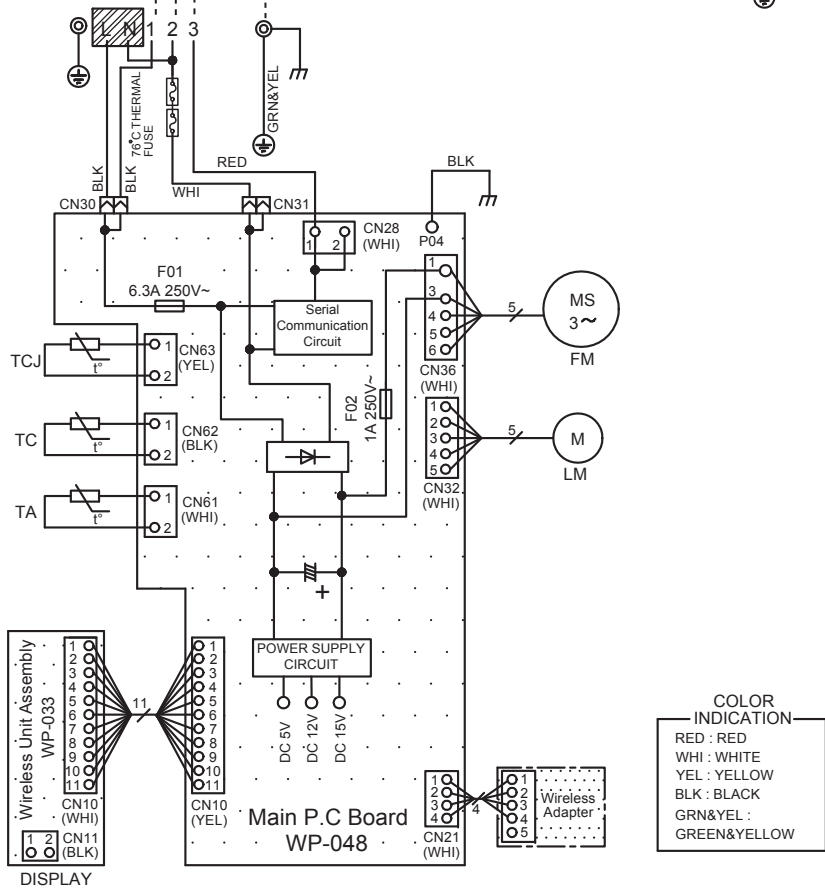 L N 1 2 3
76°C THERMAL
FUSE
GRN&YEL
BLK
BLK
RED
WHI
BLK
CN30
CN31
CN28
(WHI)
1 2
P04
F01
6.3A 250V~
Serial
Communication
Circuit
1
3
4
5
6
CN36
(WHI)
5
MS
3~
FM
TCJ
t°
1
2
CN63
(YEL)
F02
1A 250V~
TC
t°
1
2
CN62
(BLK)
1
2
3
4
5
CN32
(WHI)
5
M
LM
TA
t°
1
2
CN61
(WHI)
+
Wireless Unit Assembly
WP-033
1
2
3
4
5
6
7
8
9
10
11
CN10
(WHI)
11
1
2
3
4
5
6
7
8
9
10
11
CN10
(YEL)
1 2
CN11
(BLK)
DISPLAY
POWER SUPPLY
CIRCUIT
DC 5V
DC 12V
DC 15V
Main P.C Board
WP-048
1
2
3
4
CN21
(WHI)
4
1
2
3
4
5
Wireless
Adapter
COLOR
INDICATION
RED : RED
WHI : WHITE
YEL : YELLOW
BLK : BLACK
GRN&YEL :
GREEN&YELLOW